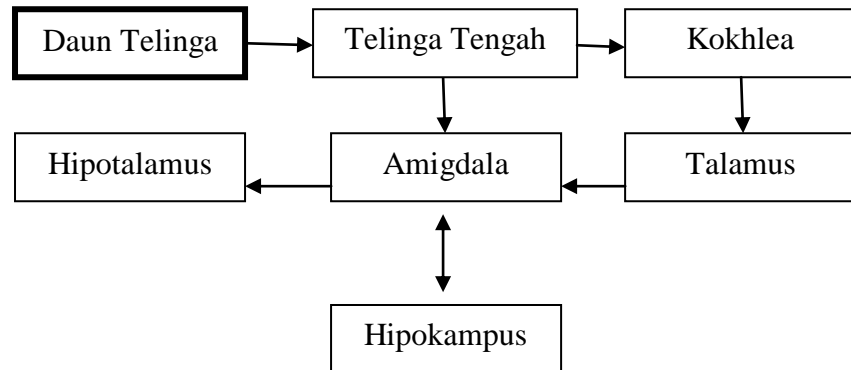 Daun Telinga
Telinga Tengah
Kokhlea
Hipotalamus
Amigdala
Talamus
Hipokampus